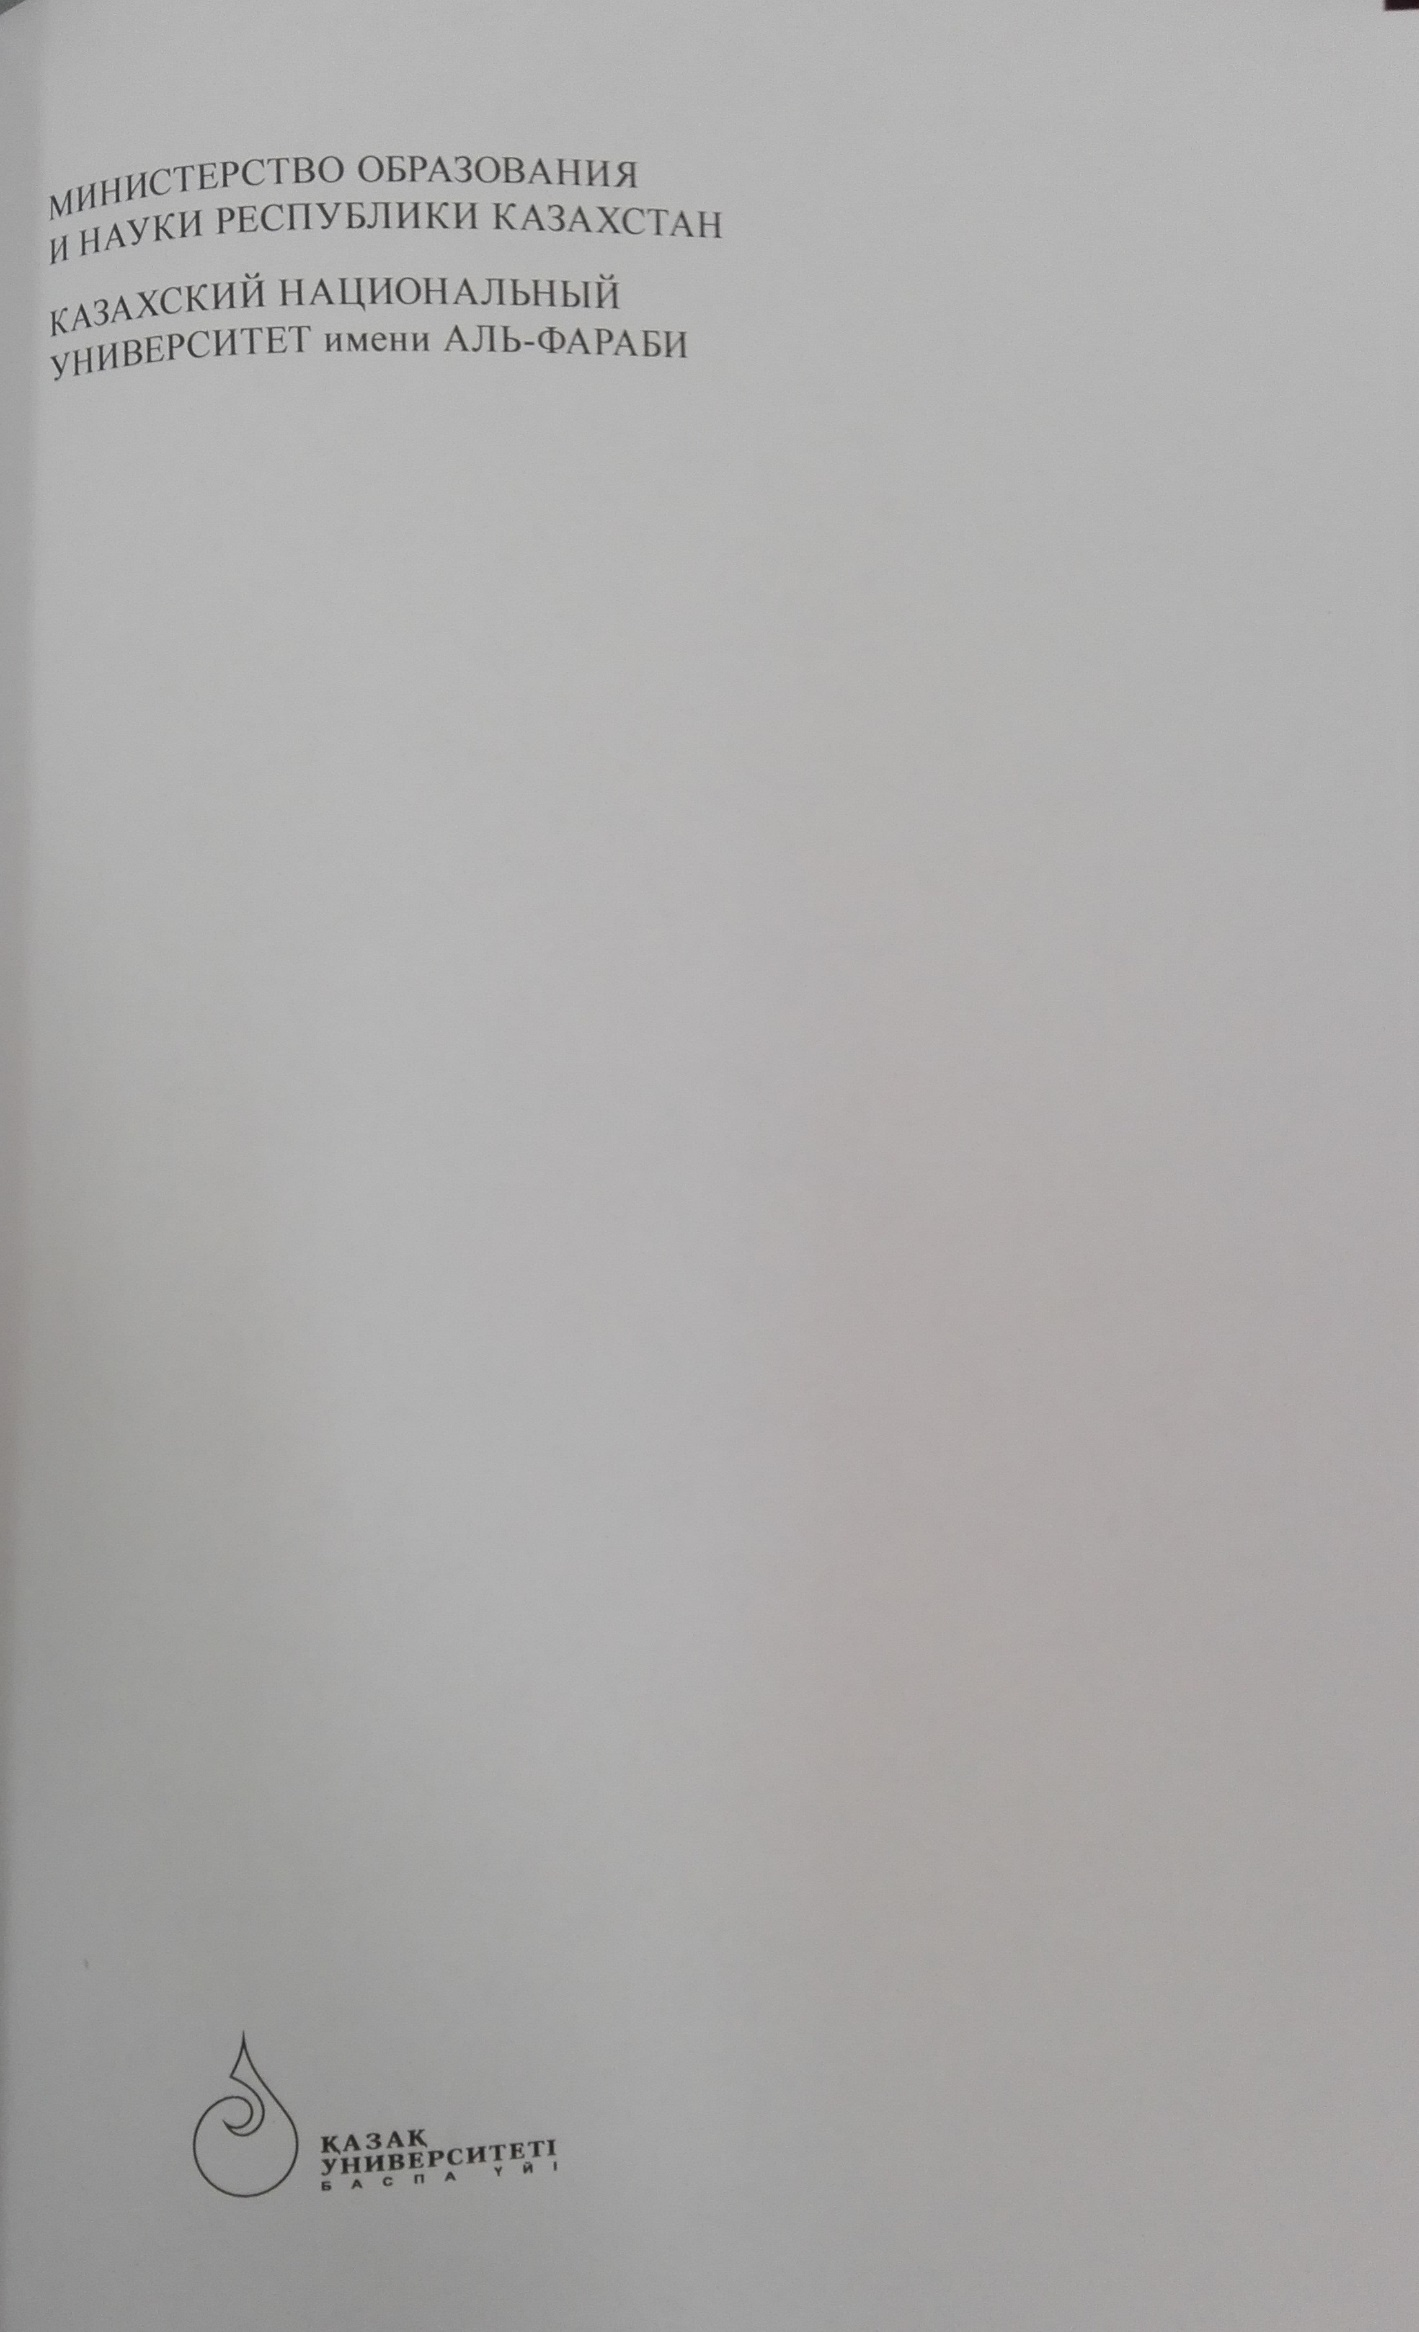 МИНИСТЕРСТВО ОБРАЗОВАНИЯ
И НАУКИ РЕСПУБЛИКИ КАЗАХСТАН
КАЗАХСКИЙ НАЦИОНАЛЬНЫЙ
УНИВЕРСИТЕТ имени АЛЬ-ФАРАБИ
ҚАЗАҚ
УНИВЕРСИТЕТІ
БАСПА ҮЙІ